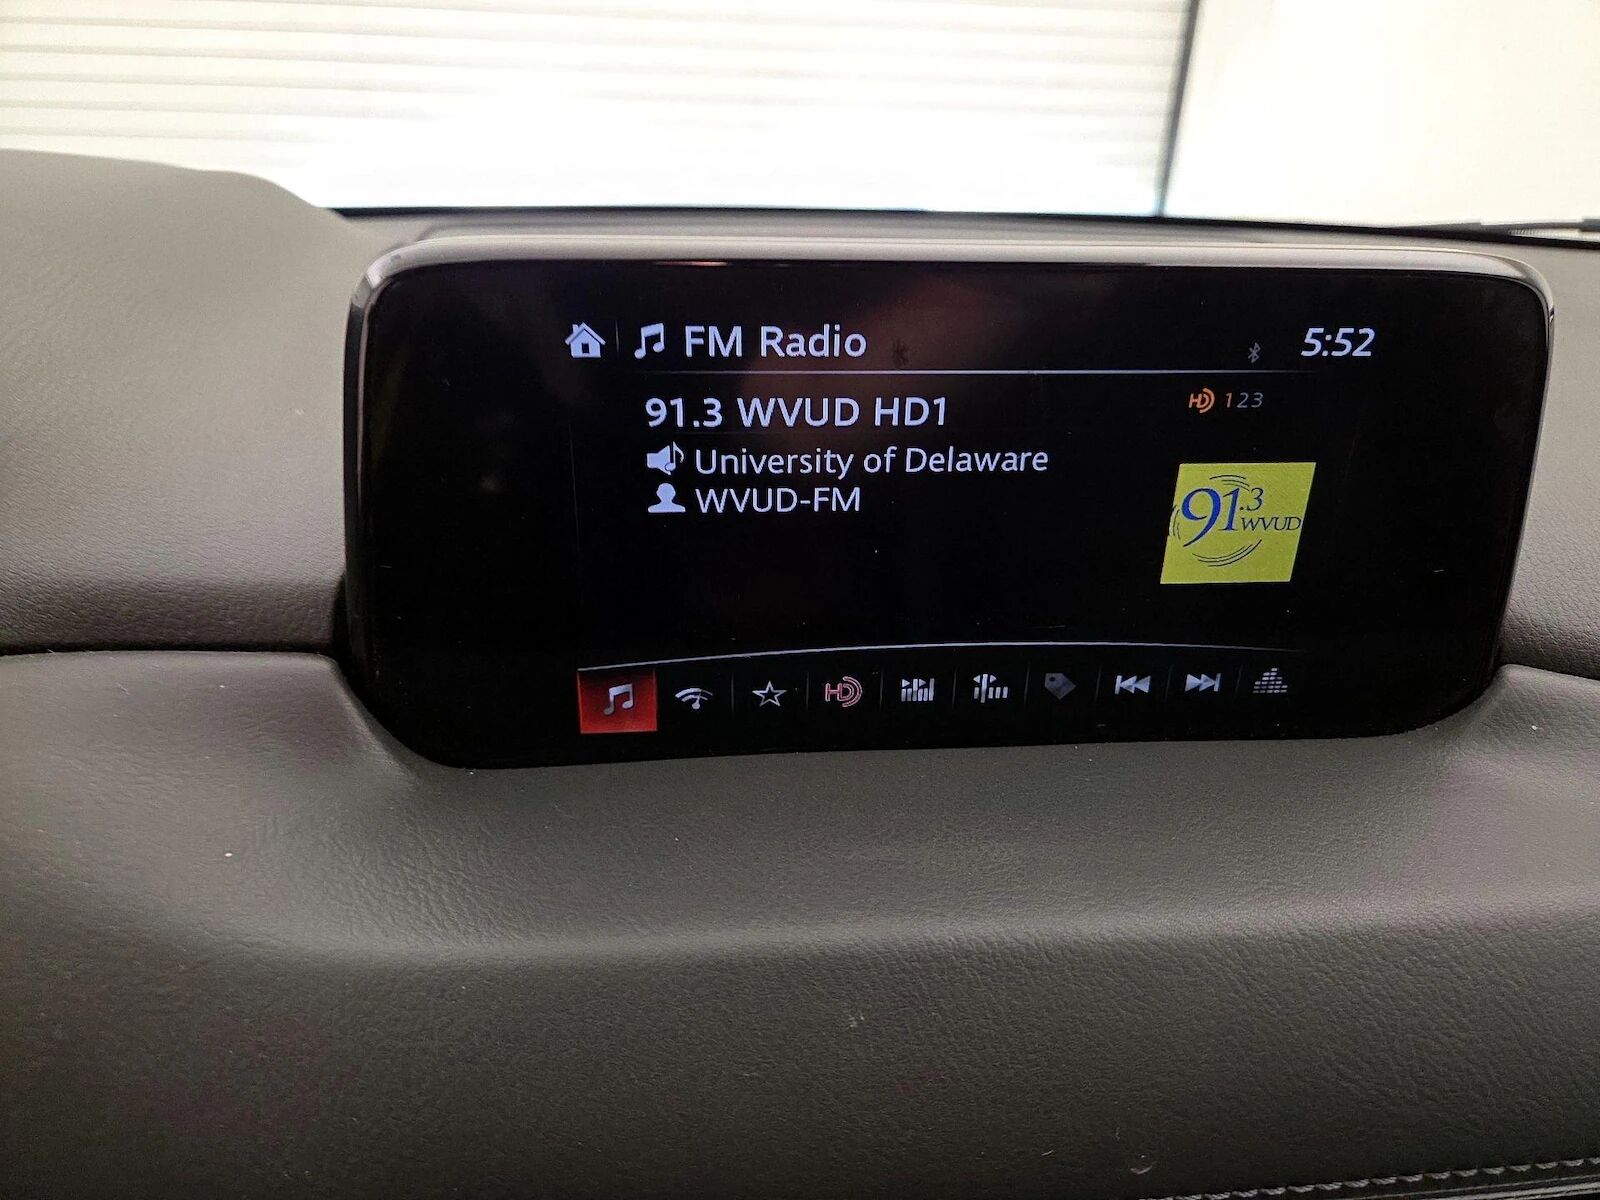 FM Radio
5:52
91.3 WVUD HD1
HD 123
University of Delaware
WVUD-FM
91.3
WVUD
HD